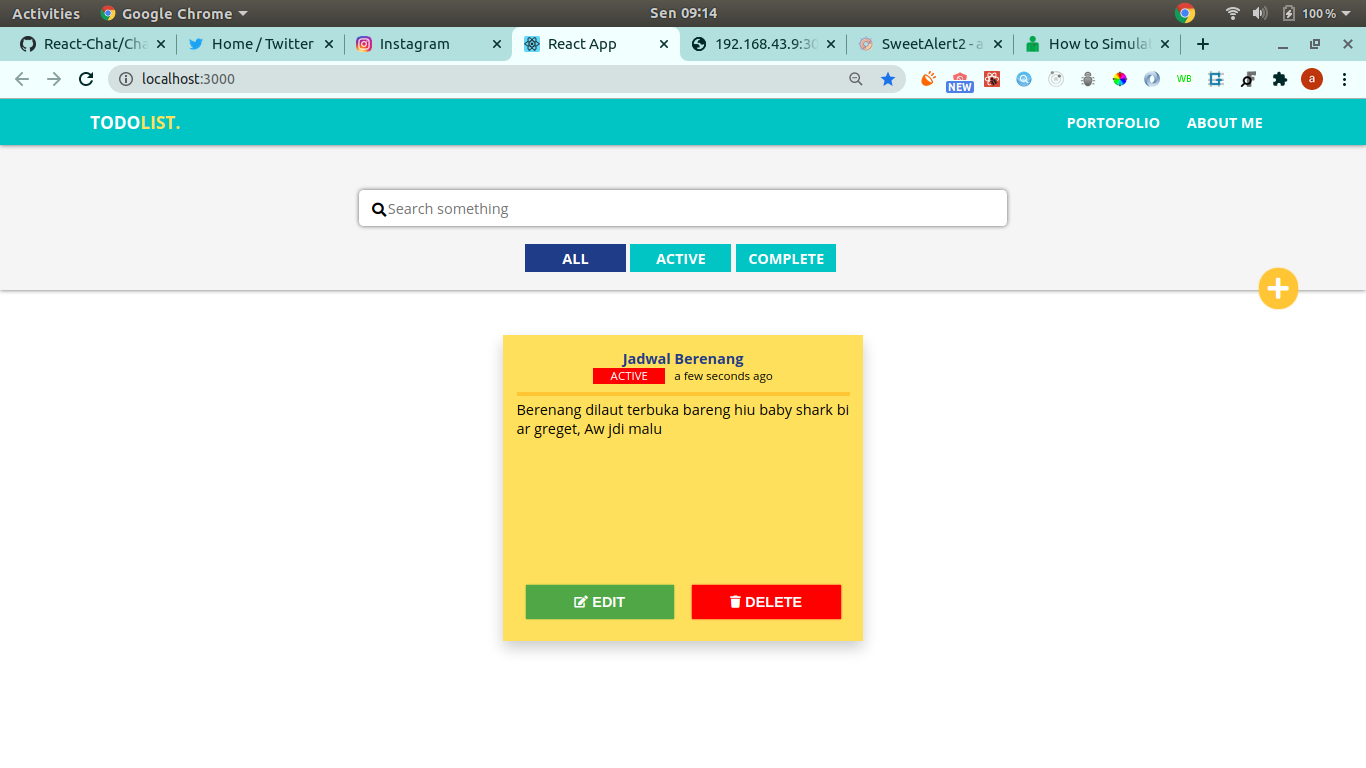 Activities Google Chrome Sen 09:14 100 %
React-Chat/Cha Home / Twitter Instagram React App 192.168.43.9:30 SweetAlert2 - a How to Simula
localhost:3000 NEW WB a
TODOLIST. PORTOFOLIO ABOUT ME
Search something
ALL ACTIVE COMPLETE
Jadwal Berenang
ACTIVE a few seconds ago
Berenang dilaut terbuka bareng hiu baby shark bi
ar greget, Aw jdi malu
EDIT DELETE